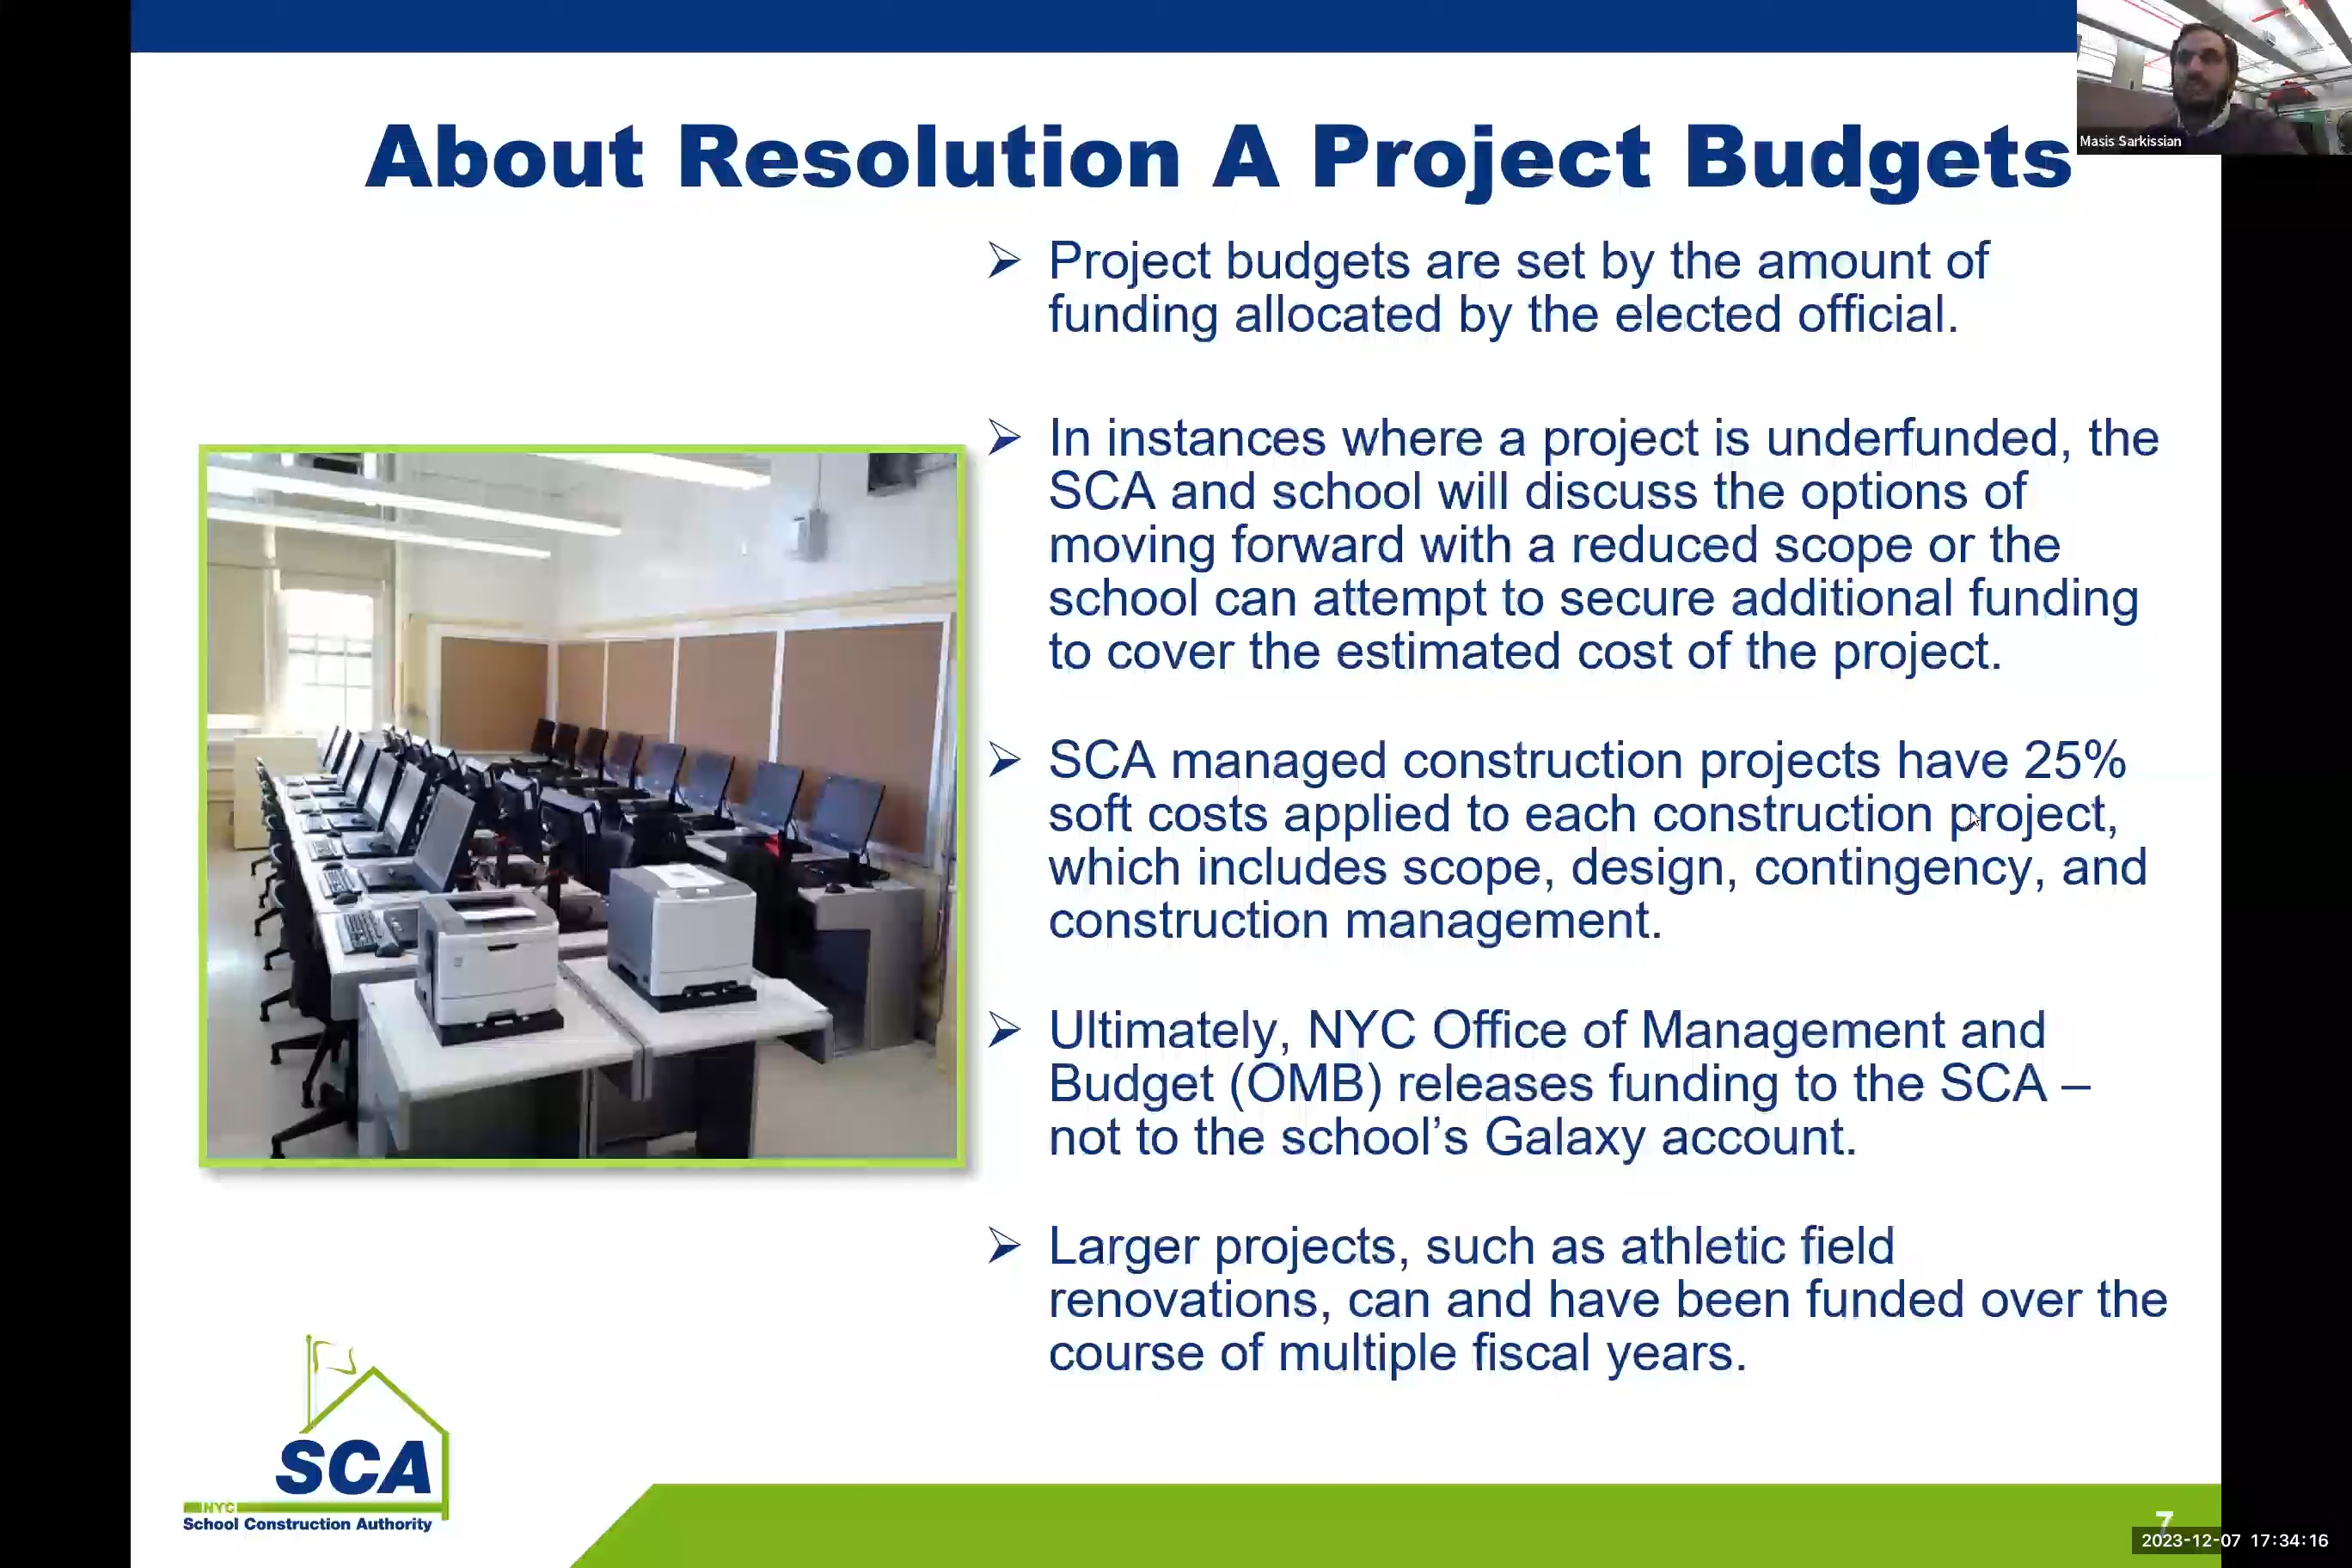 Masis Sarkissian
About Resolution A Project Budgets
➢ Project budgets are set by the amount of
funding allocated by the elected official.
➢ In instances where a project is underfunded, the
SCA and school will discuss the options of
moving forward with a reduced scope or the
school can attempt to secure additional funding
to cover the estimated cost of the project.
➢ SCA managed construction projects have 25%
soft costs applied to each construction project,
which includes scope, design, contingency, and
construction management.
➢ Ultimately, NYC Office of Management and
Budget (OMB) releases funding to the SCA –
not to the school’s Galaxy account.
➢ Larger projects, such as athletic field
renovations, can and have been funded over the
course of multiple fiscal years.
SCA
NYC
School Construction Authority
7
2023-12-07 17:34:16